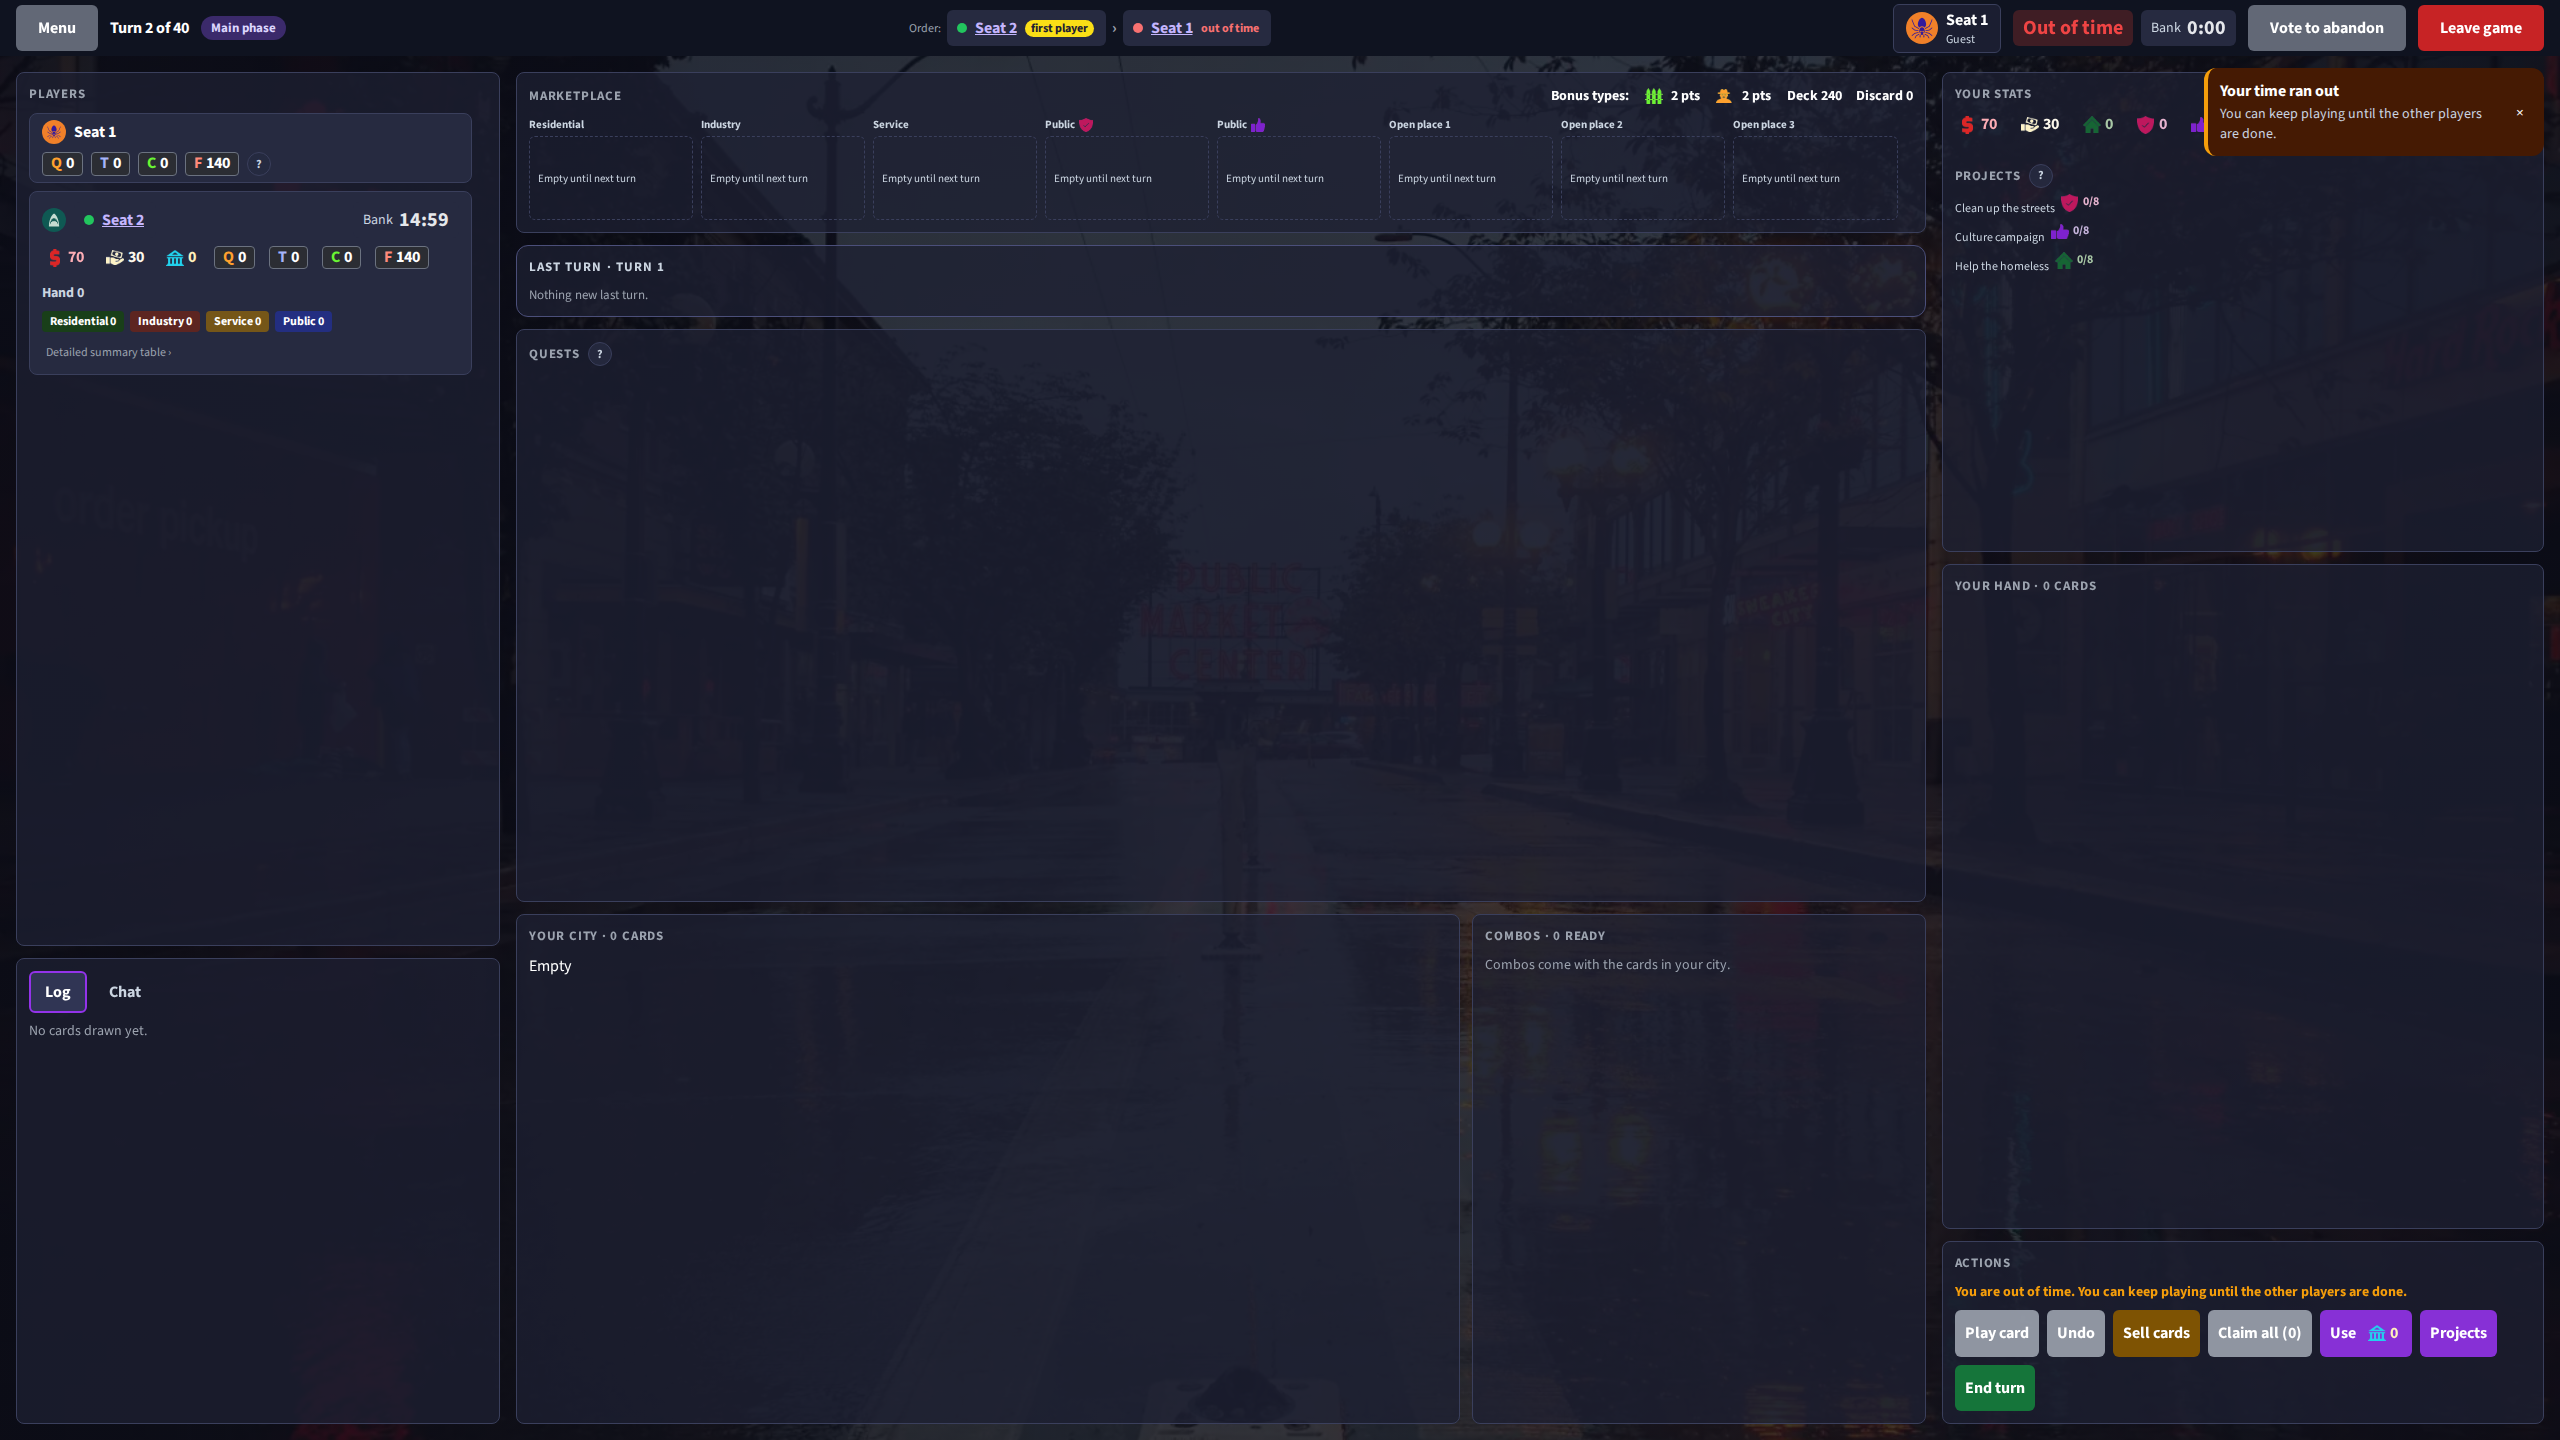 Menu
Turn 2 of 40
Main phase
Order:
Seat 2 first player
›
Seat 1 out of time
Seat 1
Guest
Out of time
Bank 0:00
Vote to abandon
Leave game
PLAYERS
Seat 1
Q 0 T 0 C 0 F 140 ?
Seat 2
Bank 14:59
70 30 0 Q 0 T 0 C 0 F 140
Hand 0
Residential 0 Industry 0 Service 0 Public 0
Detailed summary table ›
order pickup
Log
Chat
No cards drawn yet.
MARKETPLACE
Bonus types: 2 pts 2 pts Deck 240 Discard 0
Residential Industry Service Public Public Open place 1 Open place 2 Open place 3
Empty until next turn Empty until next turn Empty until next turn Empty until next turn Empty until next turn Empty until next turn Empty until next turn Empty until next turn
LAST TURN · TURN 1
Nothing new last turn.
QUESTS ?
PUBLIC
MARKET
CENTER
SNEAKER
CITY
YOUR CITY · 0 CARDS
Empty
COMBOS · 0 READY
Combos come with the cards in your city.
YOUR STATS
70 30 0 0
Your time ran out
You can keep playing until the other players
are done.
×
PROJECTS ?
Clean up the streets 0/8
Culture campaign 0/8
Help the homeless 0/8
YOUR HAND · 0 CARDS
ACTIONS
You are out of time. You can keep playing until the other players are done.
Play card
Undo
Sell cards
Claim all (0)
Use 0
Projects
End turn